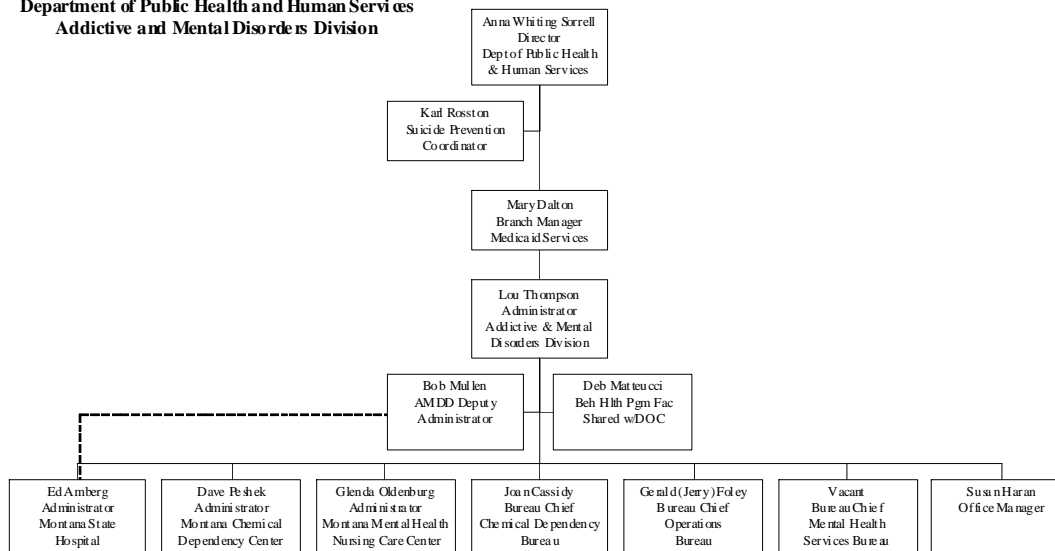 Department of Public Health and Human Services
Addictive and Mental Disorders Division
Anna Whiting Sorrell
Director
Dept of Public Health
& Human Services
Karl Rosston
Suicide Prevention
Coordinator
Mary Dalton
Branch Manager
Medicaid Services
Lou Thompson
Administrator
Addictive & Mental
Disorders Division
Bob Mullen
AMDD Deputy
Administrator
Deb Matteucci
Beh Hlth Pgm Fac
Shared w/DOC
Ed Amberg
Administrator
Montana State
Hospital
Dave Peshek
Administrator
Montana Chemical
Dependency Center
Glenda Oldenburg
Administrator
Montana Mental Health
Nursing Care Center
Joan Cassidy
Bureau Chief
Chemical Dependency
Bureau
Gerald (Jerry) Foley
Bureau Chief
Operations
Bureau
Vacant
Bureau Chief
Mental Health
Services Bureau
Susan Haran
Office Manager